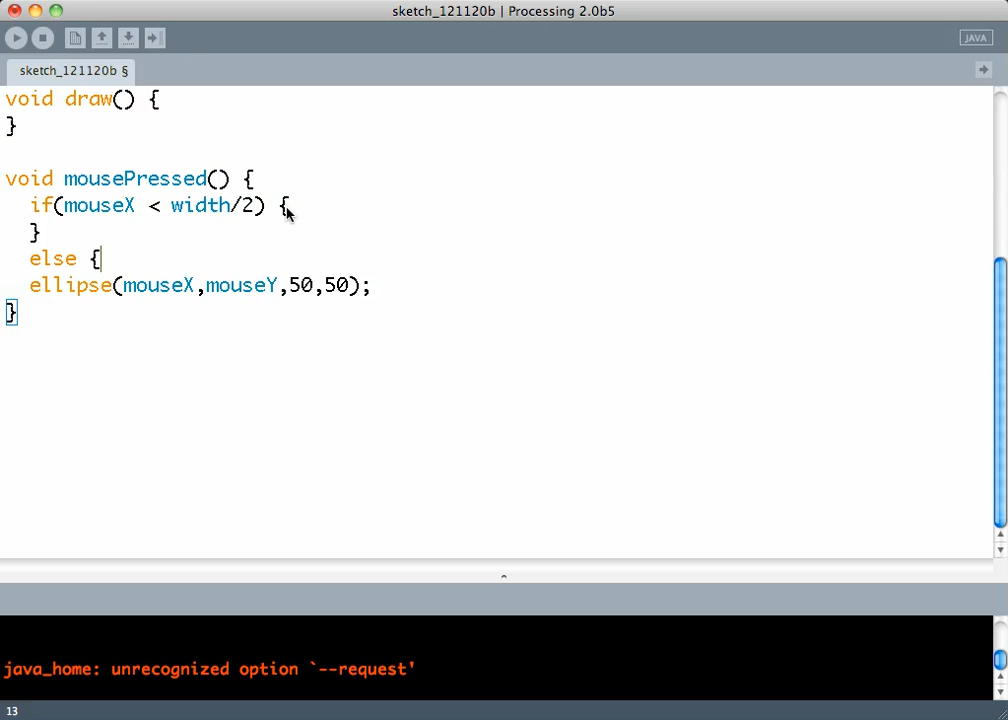 sketch_121120b | Processing 2.0b5
JAVA
sketch_121120b §
void draw() {
}
void mousePressed() {
if(mouseX < width/2) {
}
else {
ellipse(mouseX,mouseY,50,50);
}
java_home: unrecognized option `--request'
13